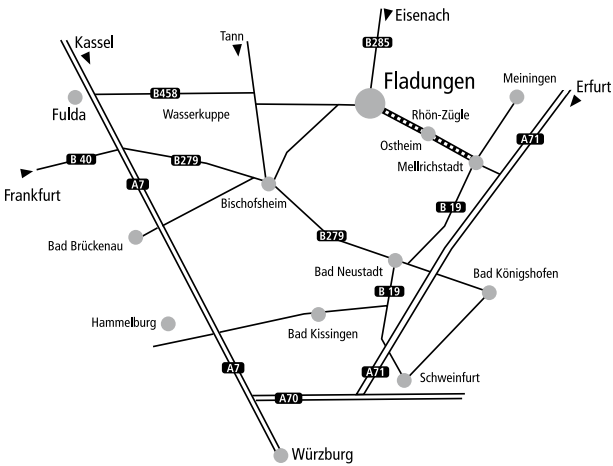 Eisenach
Kassel
Tann
B285
Fladungen
Meiningen
Erfurt
B458
Fulda
Wasserkuppe
Rhön-Zügle
Ostheim
A71
Mellrichstadt
B 40
B279
Frankfurt
A7
Bischofsheim
B 19
B279
Bad Brückenau
Bad Neustadt
Bad Königshofen
B 19
Hammelburg
Bad Kissingen
A7
A71
Schweinfurt
A70
Würzburg